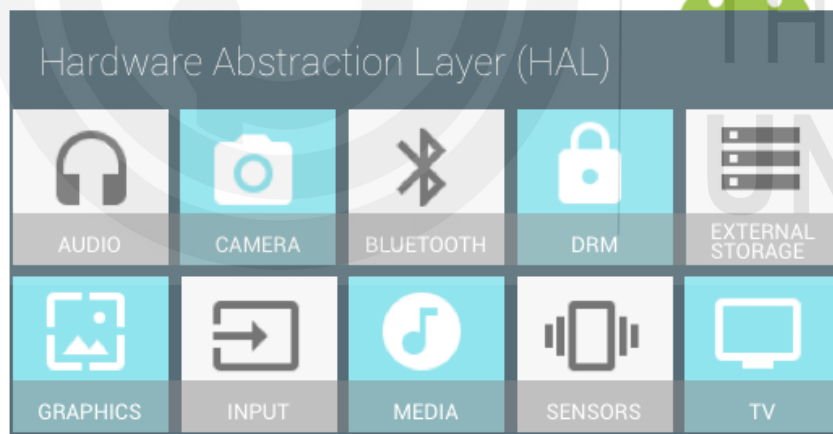 Hardware Abstraction Layer (HAL)
AUDIO
CAMERA
BLUETOOTH
DRM
EXTERNAL
STORAGE
GRAPHICS
INPUT
MEDIA
SENSORS
TV